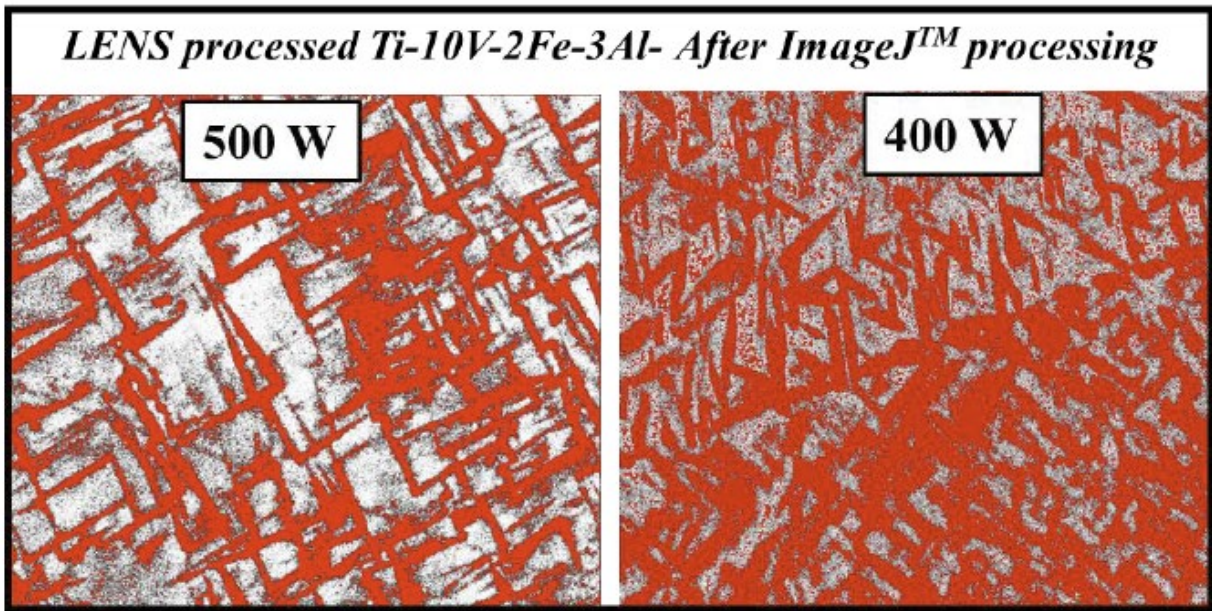 LENS processed Ti-10V-2Fe-3Al- After ImageJTM processing
500 W
400 W